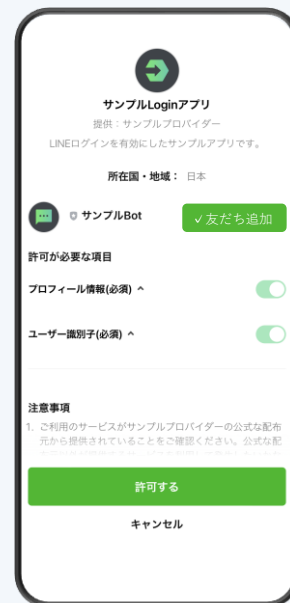 サンプルLoginアプリ
提供：サンプルプロバイダー
LINEログインを有効にしたサンプルアプリです。
所在国・地域： 日本
サンプルBot
✓友だち追加
許可が必要な項目
プロフィール情報(必須)
ユーザー識別子(必須)
注意事項
1. ご利用のサービスがサンプルプロバイダーの公式な配布
元から提供されていることをご確認ください。公式な配
許可する
キャンセル